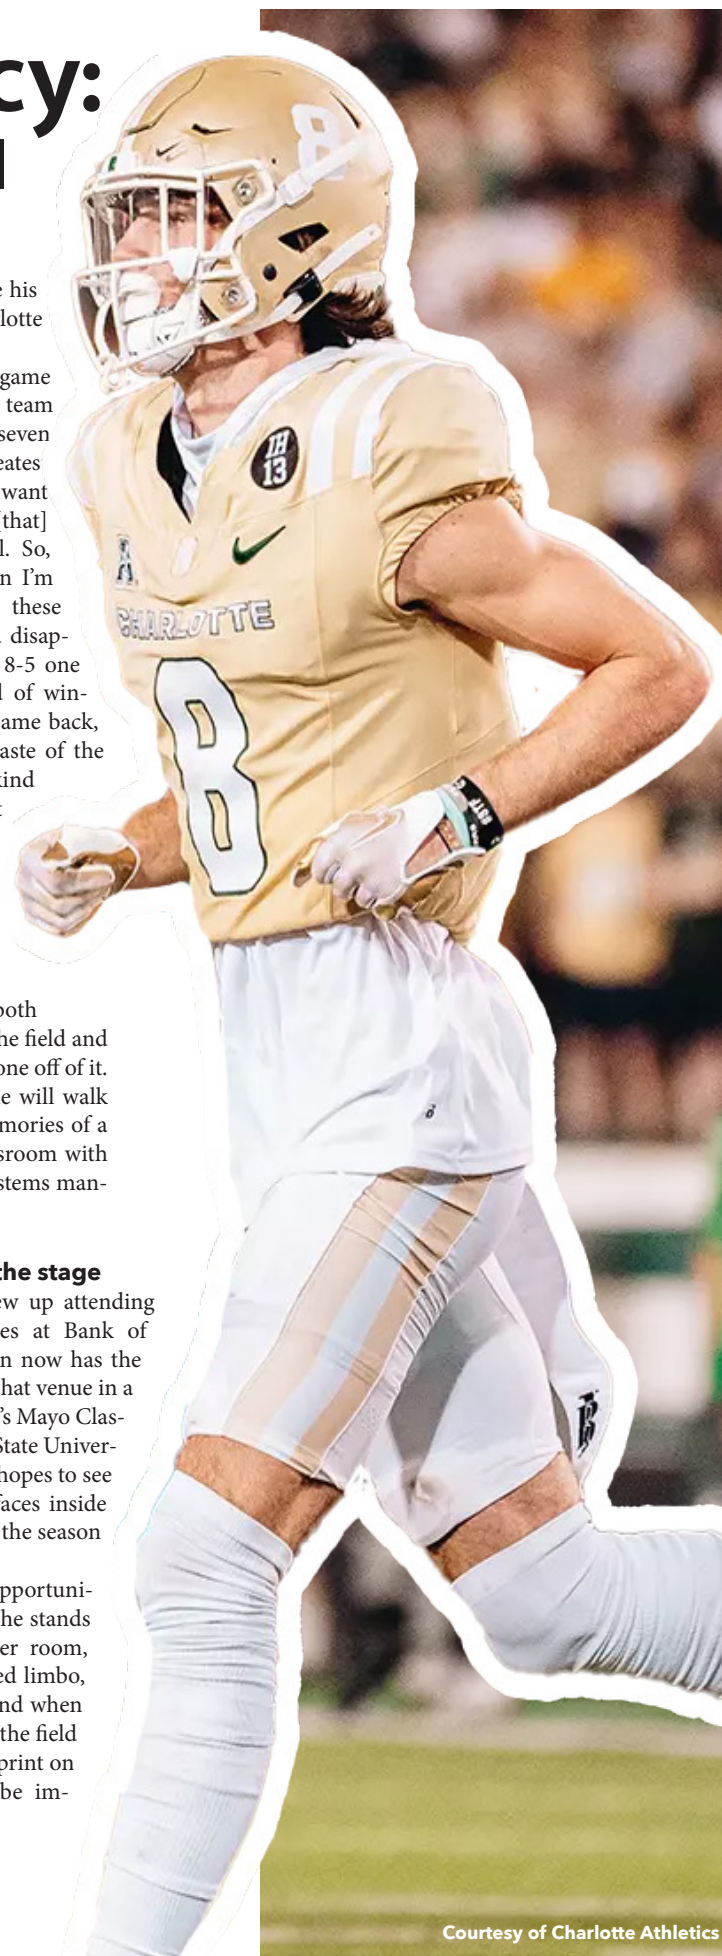 cy:
e his
lotte
game
team
seven
eates
want
[that]
l. So,
n I'm
these
disap-
8-5 one
d of win-
came back,
taste of the
kind
both
he field and
one off of it.
e will walk
mories of a
sroom with
stems man-
the stage
ew up attending
es at Bank of
n now has the
hat venue in a
's Mayo Clas-
State Univer-
hopes to see
faces inside
the season
pportuni-
he stands
er room,
ed limbo,
nd when
the field
print on
be im-
8
IH
13
CHARLOTTE
8
B
Courtesy of Charlotte Athletics